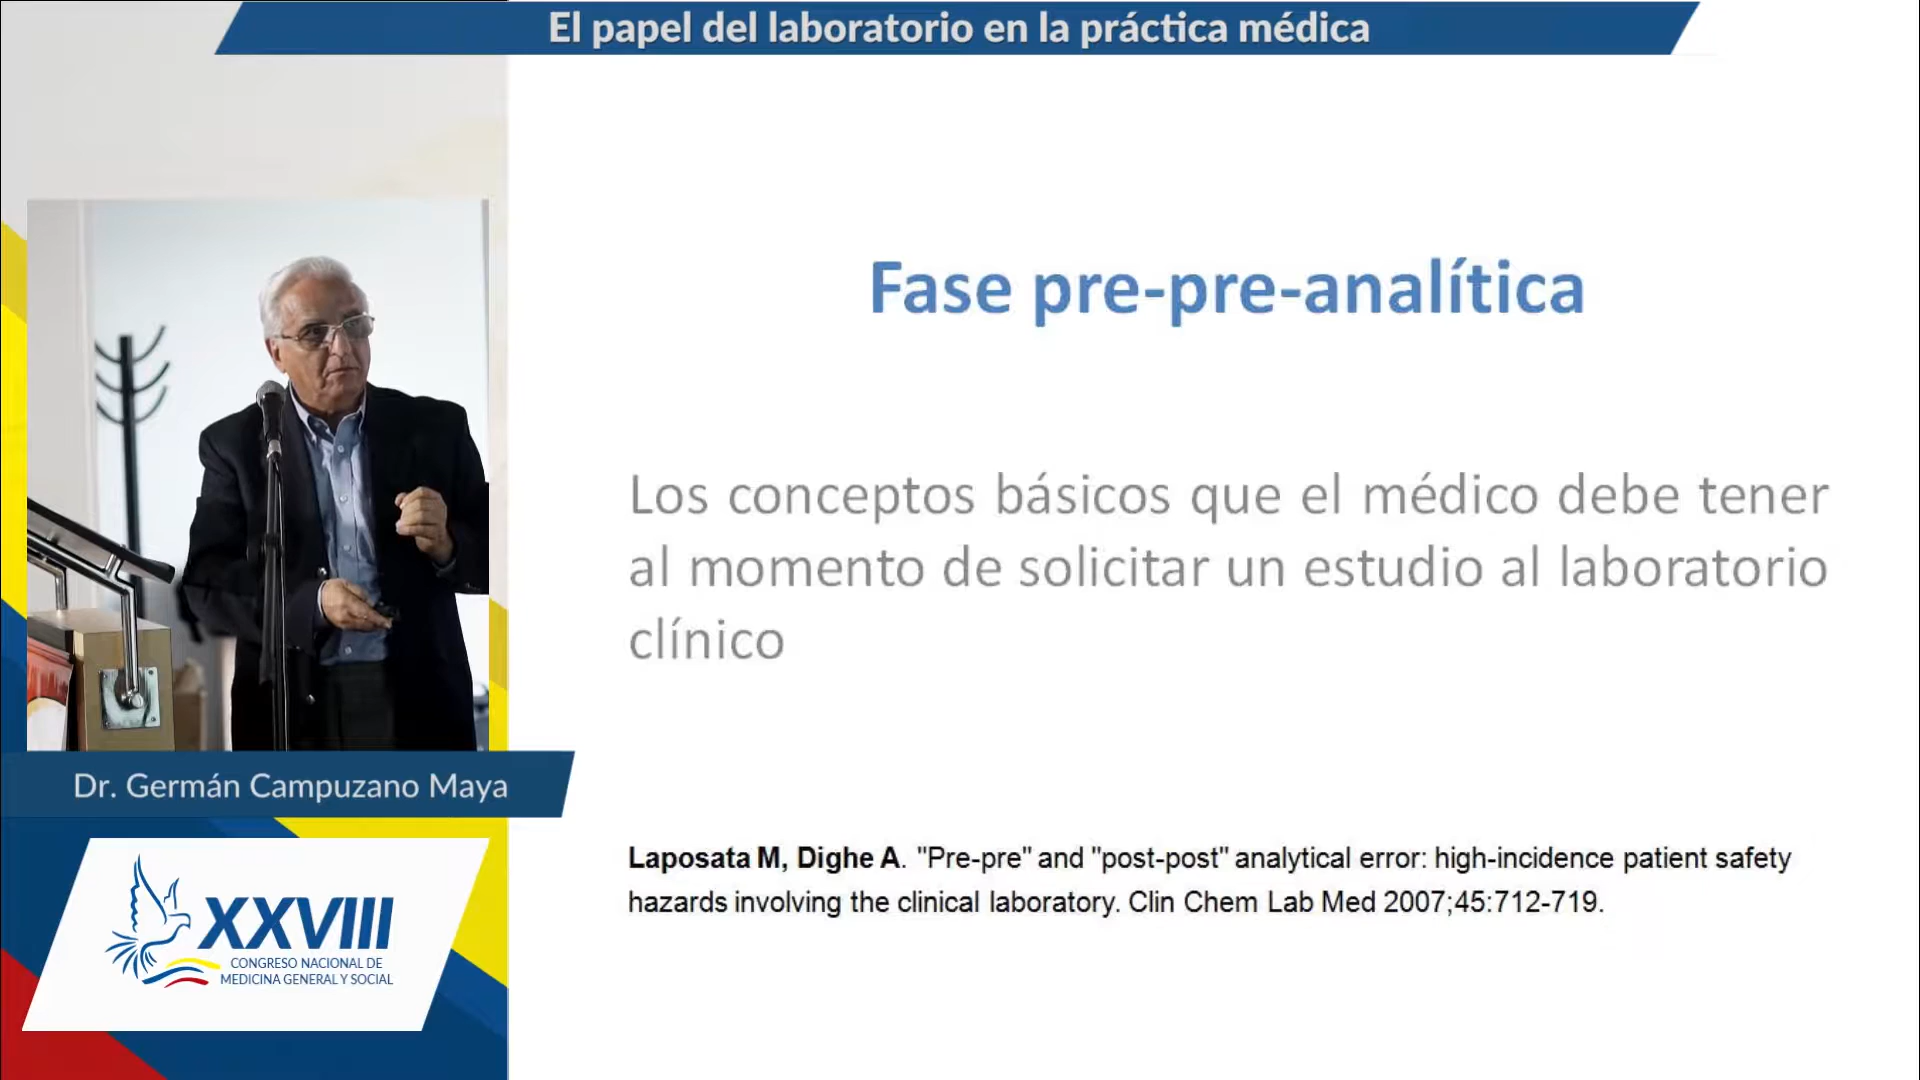 El papel del laboratorio en la práctica médica
Fase pre-pre-analítica
Los conceptos básicos que el médico debe tener
al momento de solicitar un estudio al laboratorio
clínico
Dr. Germán Campuzano Maya
Laposata M, Dighe A. "Pre-pre" and "post-post" analytical error: high-incidence patient safety
hazards involving the clinical laboratory. Clin Chem Lab Med 2007;45:712-719.
XXVIII
CONGRESO NACIONAL DE
MEDICINA GENERAL Y SOCIAL